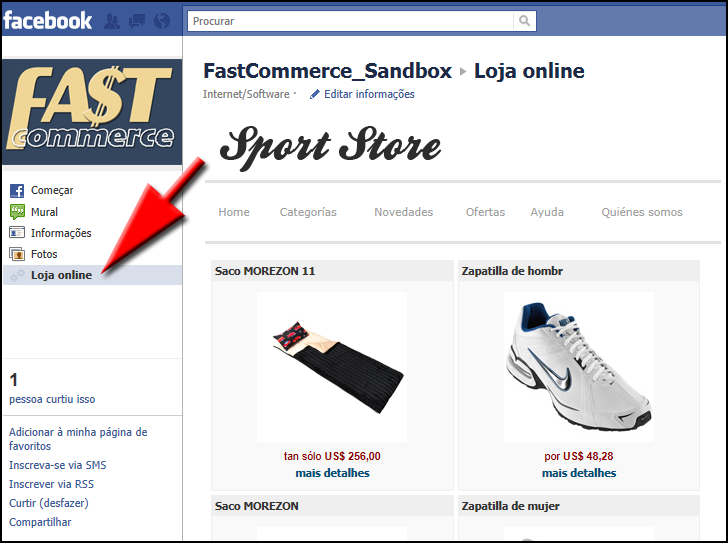 facebook
Procurar
FAST
commerce
Começar
Mural
Informações
Fotos
Loja online
1
pessoa curtiu isso
Adicionar à minha página de
favoritos
Inscreva-se via SMS
Inscrever via RSS
Curtir (desfazer)
Compartilhar
FastCommerce_Sandbox ▸ Loja online
Internet/Software · Editar informações
Sport Store
Home Categorías Novedades Ofertas Ayuda Quiénes somos
Saco MOREZON 11
tan sólo US$ 256,00
mais detalhes
Zapatilla de hombr
por US$ 48,28
mais detalhes
Saco MOREZON
Zapatilla de mujer